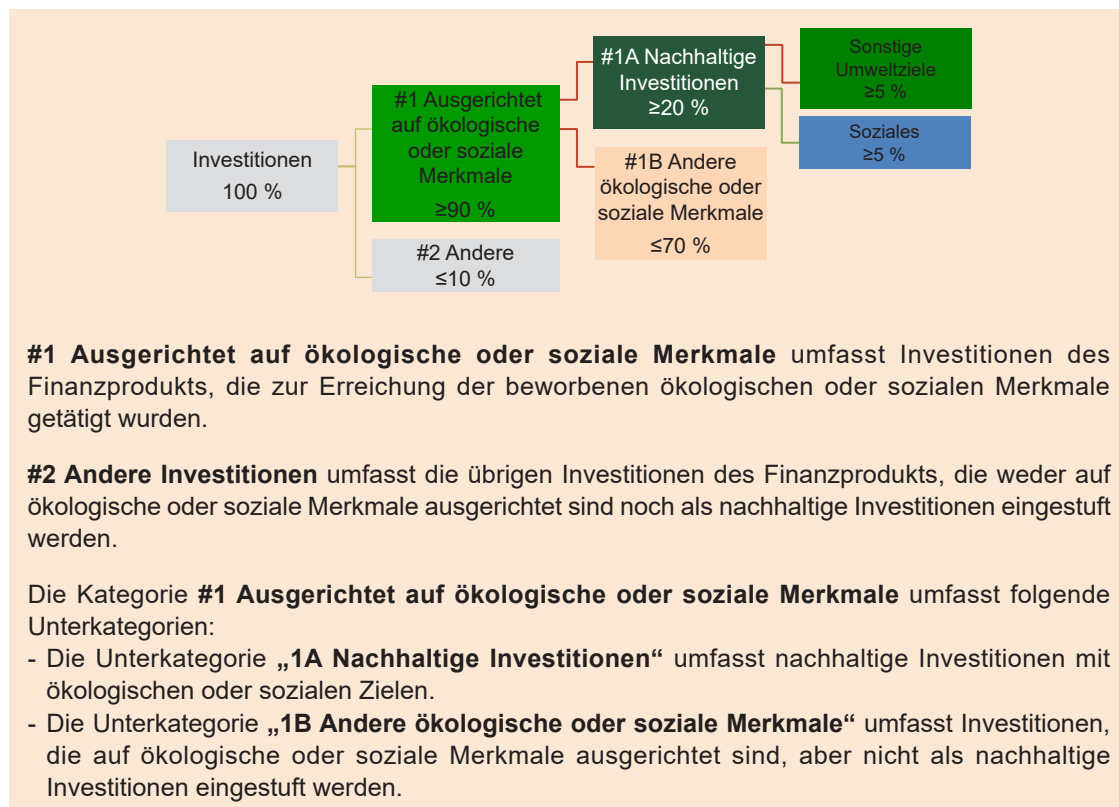 Investitionen
100 %
#1 Ausgerichtet
auf ökologische
oder soziale
Merkmale
≥90 %
#2 Andere
≤10 %
#1A Nachhaltige
Investitionen
≥20 %
#1B Andere
ökologische oder
soziale Merkmale
≤70 %
Sonstige
Umweltziele
≥5 %
Soziales
≥5 %
#1 Ausgerichtet auf ökologische oder soziale Merkmale umfasst Investitionen des
Finanzprodukts, die zur Erreichung der beworbenen ökologischen oder sozialen Merkmale
getätigt wurden.
#2 Andere Investitionen umfasst die übrigen Investitionen des Finanzprodukts, die weder auf
ökologische oder soziale Merkmale ausgerichtet sind noch als nachhaltige Investitionen eingestuft
werden.
Die Kategorie #1 Ausgerichtet auf ökologische oder soziale Merkmale umfasst folgende
Unterkategorien:
- Die Unterkategorie „1A Nachhaltige Investitionen“ umfasst nachhaltige Investitionen mit
ökologischen oder sozialen Zielen.
- Die Unterkategorie „1B Andere ökologische oder soziale Merkmale“ umfasst Investitionen,
die auf ökologische oder soziale Merkmale ausgerichtet sind, aber nicht als nachhaltige
Investitionen eingestuft werden.